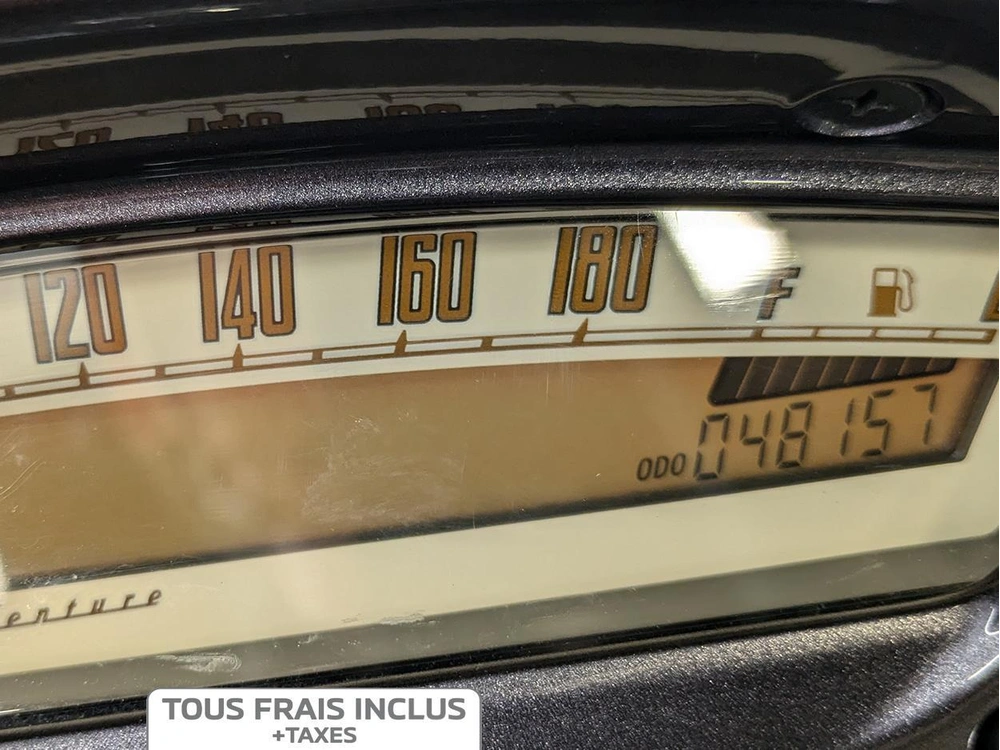 120 140 160 180 F
ODO 048157
enture
TOUS FRAIS INCLUS
+TAXES